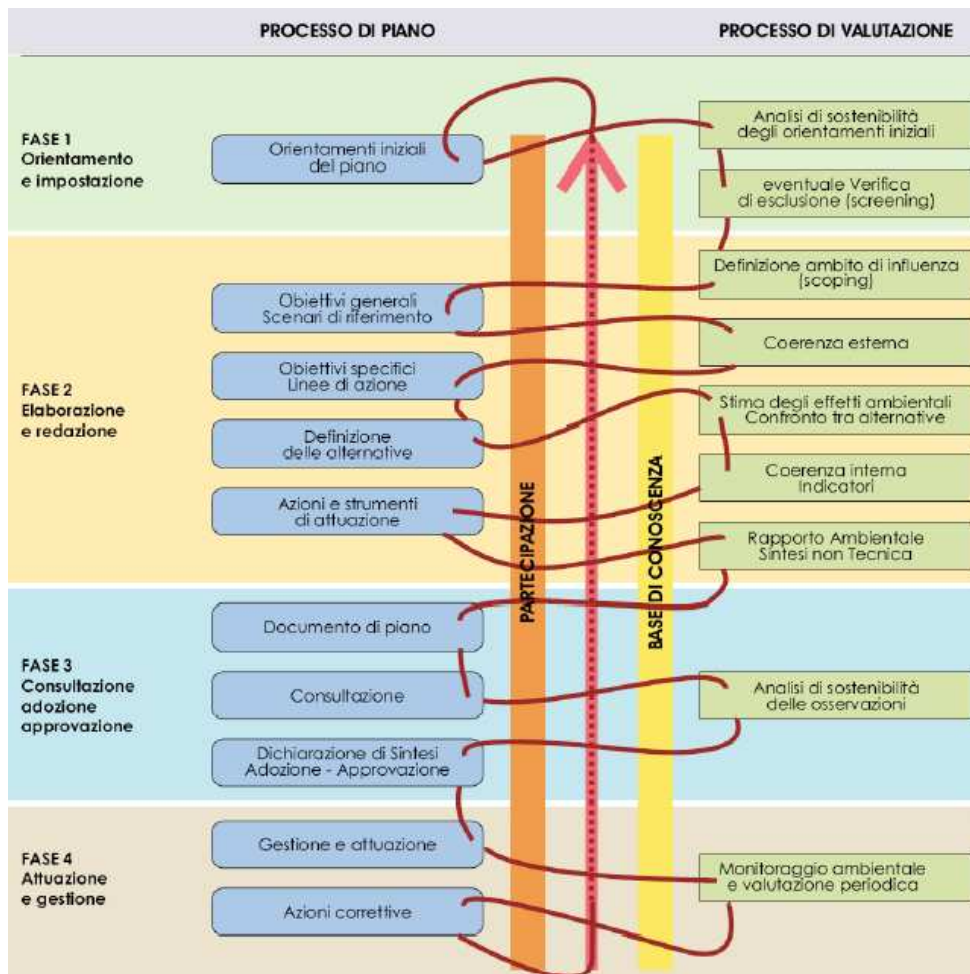 PROCESSO DI PIANO
PROCESSO DI VALUTAZIONE
FASE 1
Orientamento
e impostazione
Orientamenti iniziali
del piano
Analisi di sostenibilità
degli orientamenti iniziali
eventuale Verifica
di esclusione (screening)
FASE 2
Elaborazione
e redazione
Obiettivi generali
Scenari di riferimento
Obiettivi specifici
Linee di azione
Definizione
delle alternative
Azioni e strumenti
di attuazione
Definizione ambito di influenza
(scoping)
Coerenza esterna
Stima degli effetti ambientali
Confronto tra alternative
Coerenza interna
Indicatori
Rapporto Ambientale
Sintesi non Tecnica
PARTECIPAZIONE
BASE DI CONOSCENZA
FASE 3
Consultazione
adozione
approvazione
Documento di piano
Consultazione
Dichiarazione di Sintesi
Adozione - Approvazione
Analisi di sostenibilità
delle osservazioni
FASE 4
Attuazione
e gestione
Gestione e attuazione
Azioni correttive
Monitoraggio ambientale
e valutazione periodica